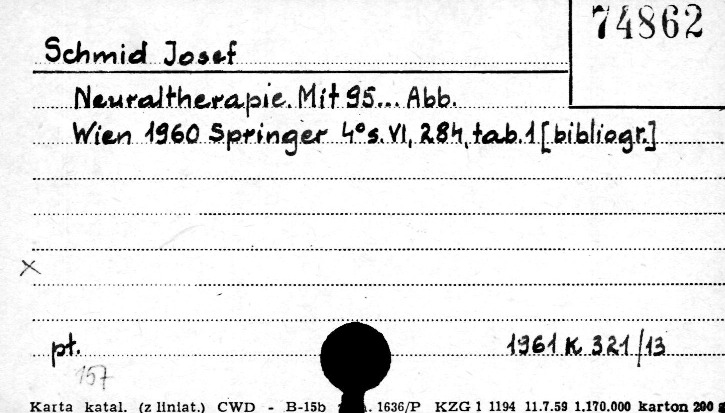 74862
Schmid Josef
Neuraltherapie. Mit 95... Abb.
Wien 1960 Springer 4° s. VI, 284, tab. 1 [bibliogr.]
x
pt.
1961 K 321/13
157
Karta katal. (z liniat.) CWD - B-15b 1636/P KZG 1 1194 11.7.59 1.170.000 karton 200 g